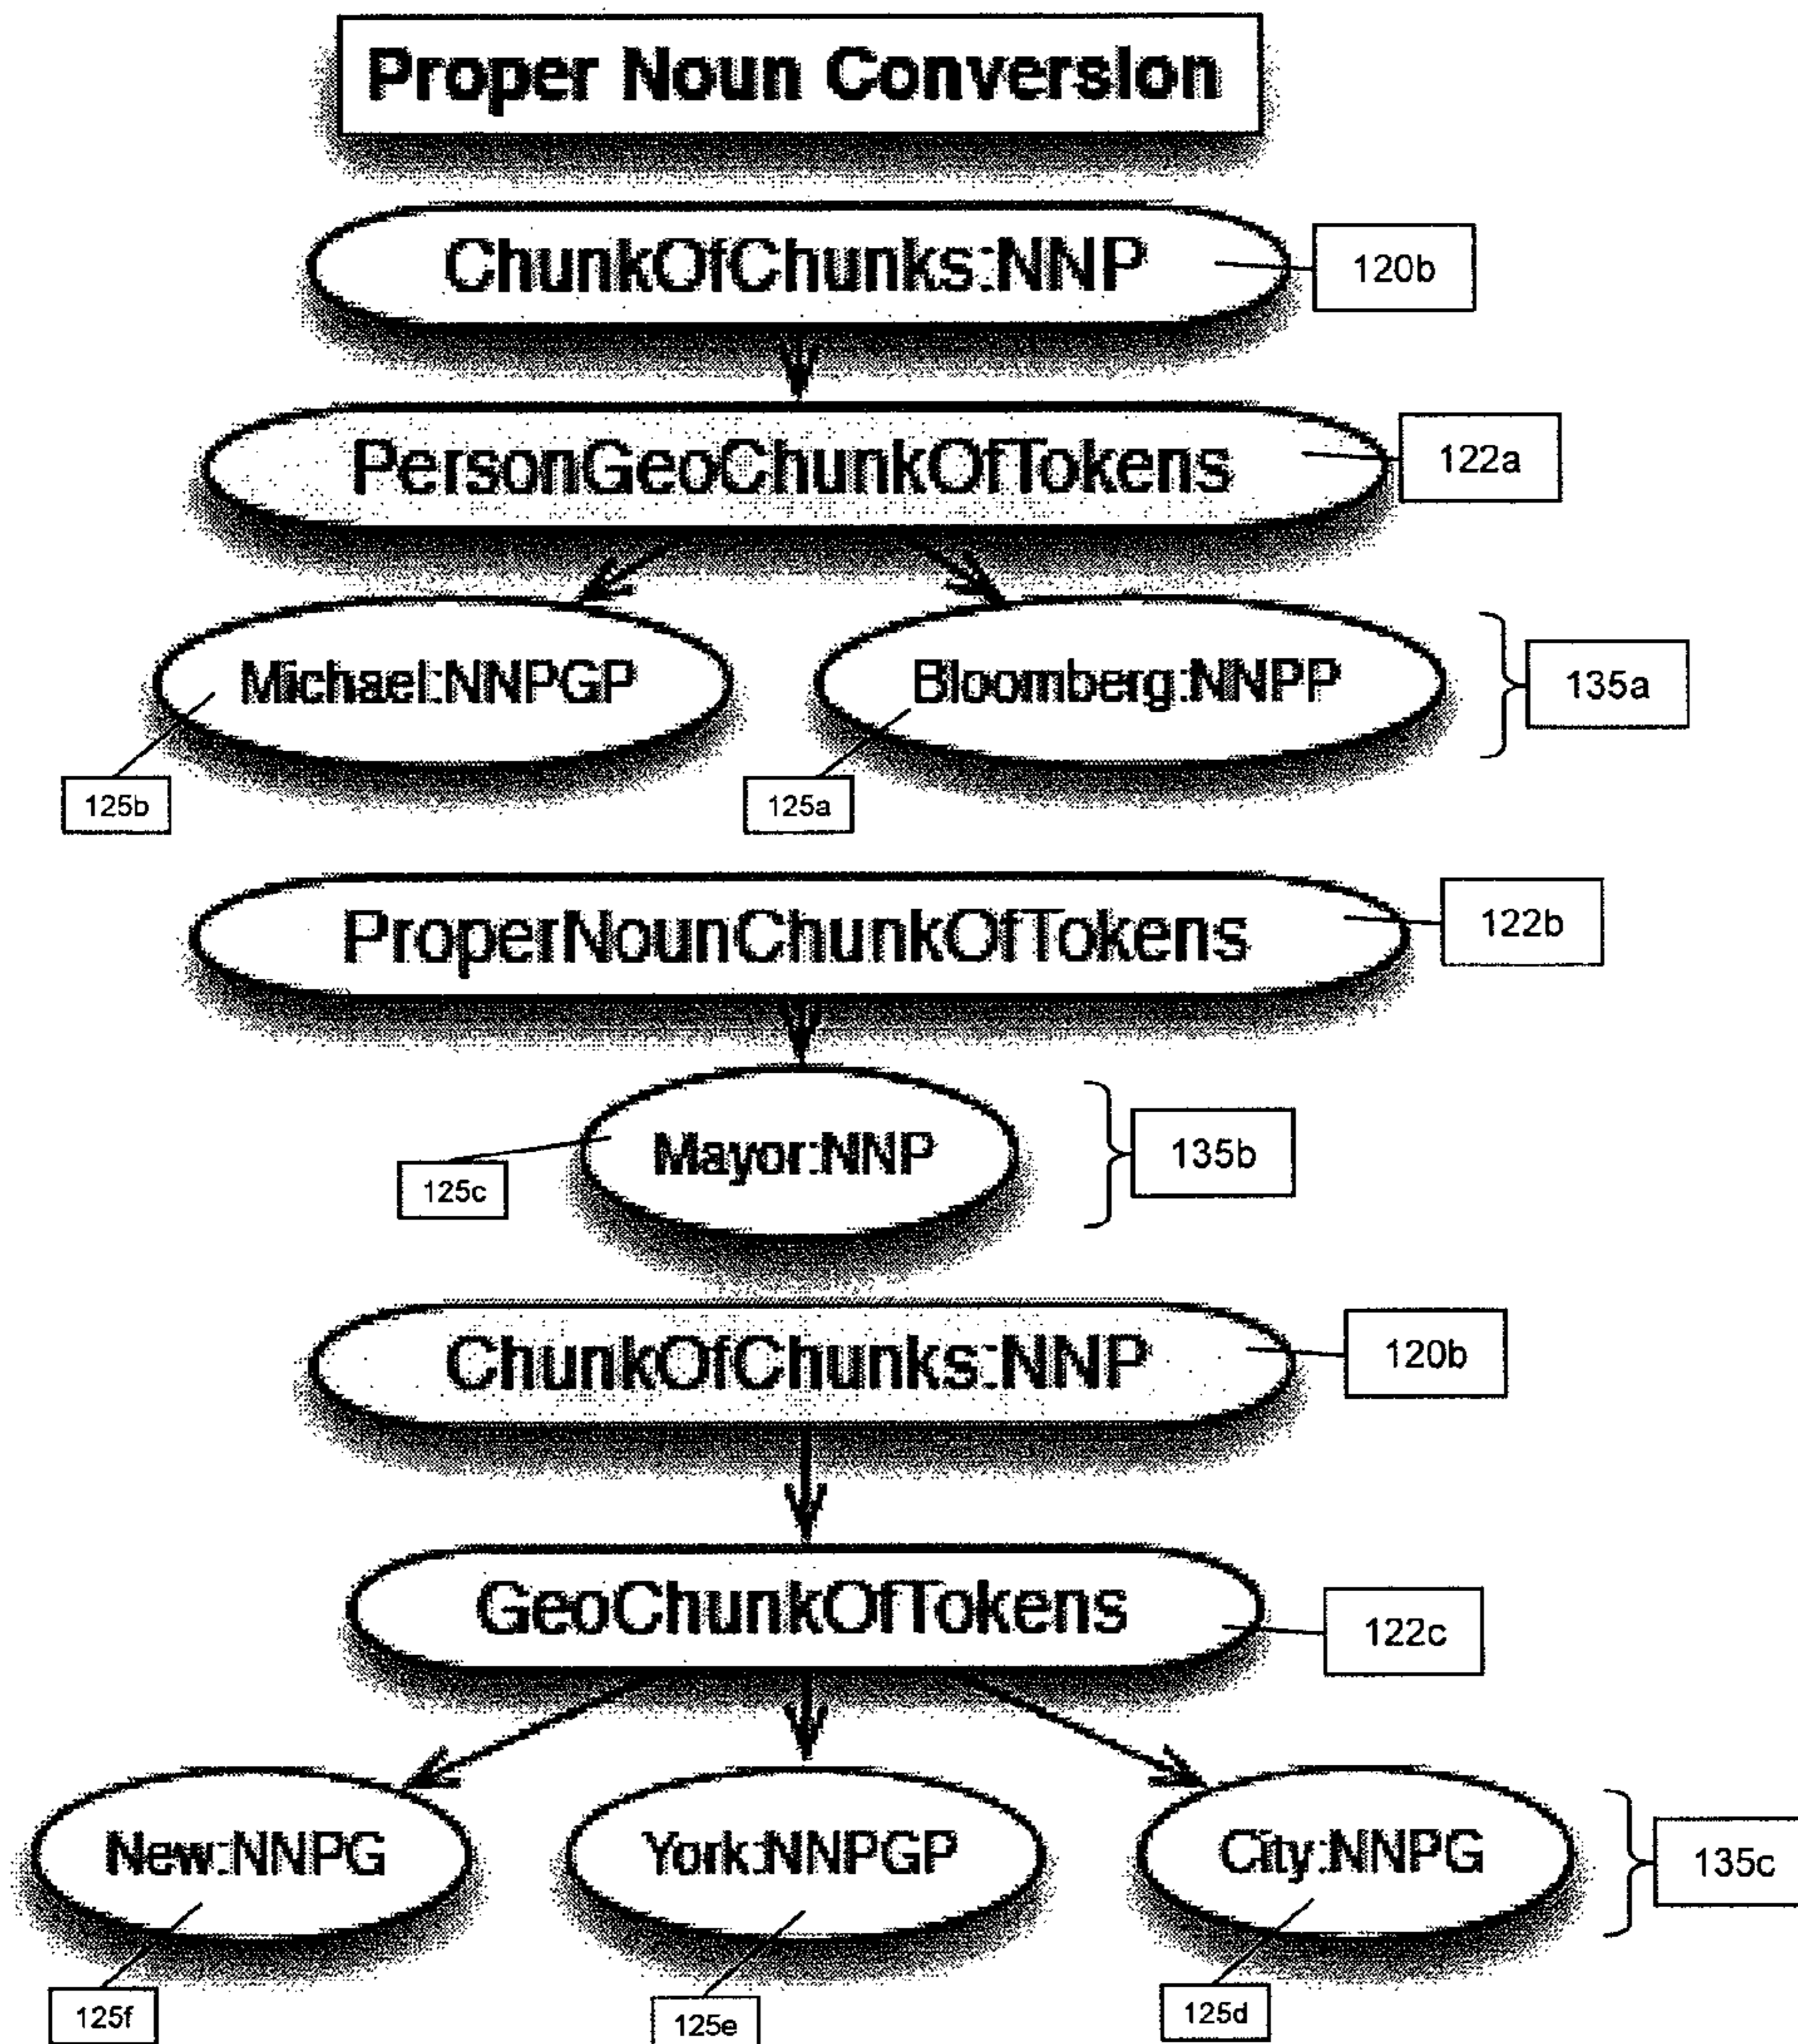 Proper Noun Conversion
ChunkOfChunks:NNP
120b
PersonGeoChunkOfTokens
122a
Michael:NNPGP
Bloomberg:NNPP
135a
125b
125a
ProperNounChunkOfTokens
122b
Mayor:NNP
135b
125c
ChunkOfChunks:NNP
120b
GeoChunkOfTokens
122c
New:NNPG
York:NNPGP
City:NNPG
135c
125f
125e
125d